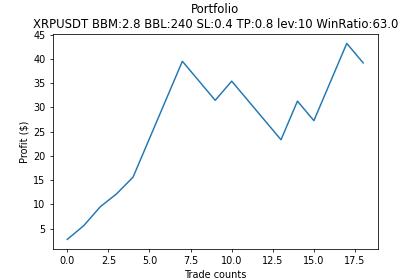 Portfolio
XRPUSDT BBM:2.8 BBL:240 SL:0.4 TP:0.8 lev:10 WinRatio:63.0
45
40
35
30
25
20
15
10
5
Profit ($)
0.0 2.5 5.0 7.5 10.0 12.5 15.0 17.5
Trade counts